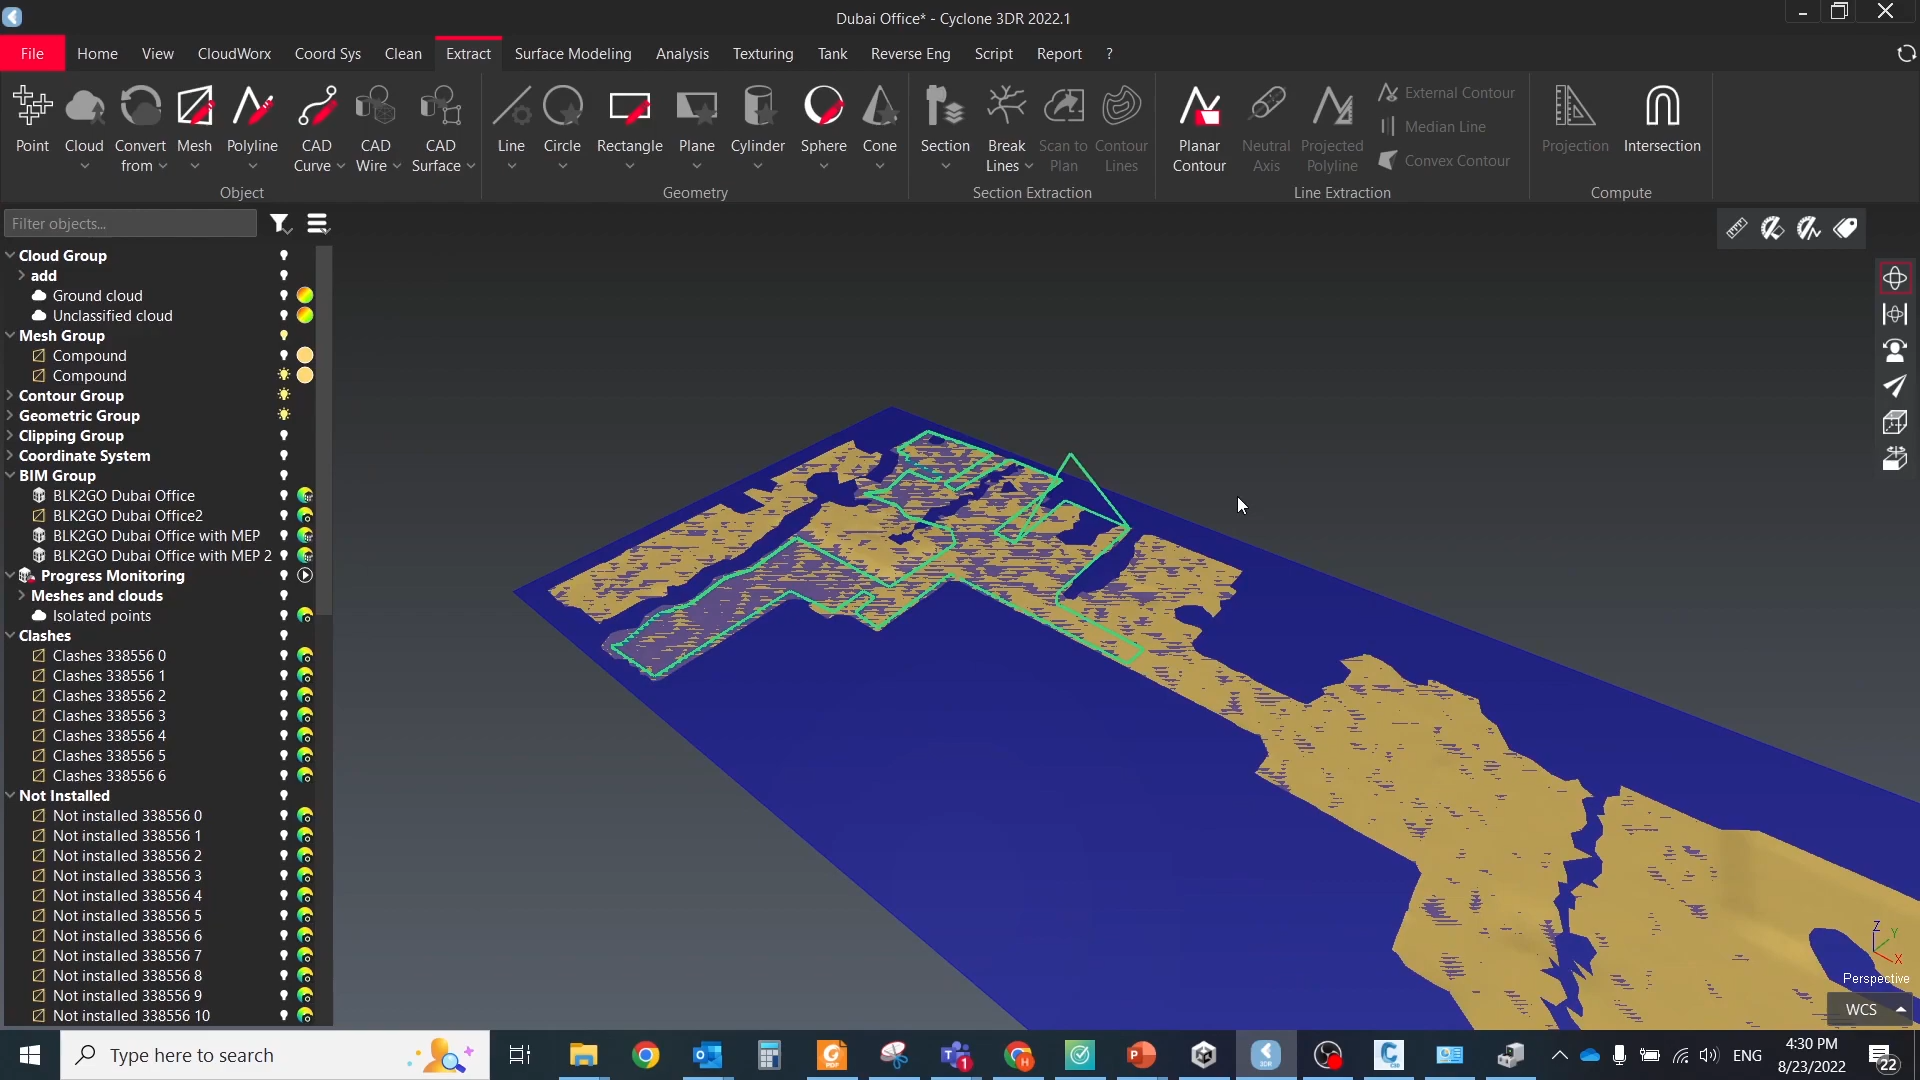 Dubai Office* - Cyclone 3DR 2022.1
File Home View CloudWorx Coord Sys Clean Extract Surface Modeling Analysis Texturing Tank Reverse Eng Script Report ?
Point Cloud Convert from Mesh Polyline CAD Curve CAD Wire CAD Surface
Object
Line Circle Rectangle Plane Cylinder Sphere Cone
Geometry
Section Break Lines Scan to Plan Contour Lines
Section Extraction
Planar Contour Neutral Axis Projected Polyline
External Contour
Median Line
Convex Contour
Line Extraction
Projection Intersection
Compute
Filter objects...
Cloud Group
add
Ground cloud
Unclassified cloud
Mesh Group
Compound
Compound
Contour Group
Geometric Group
Clipping Group
Coordinate System
BIM Group
BLK2GO Dubai Office
BLK2GO Dubai Office2
BLK2GO Dubai Office with MEP
BLK2GO Dubai Office with MEP 2
Progress Monitoring
Meshes and clouds
Isolated points
Clashes
Clashes 338556 0
Clashes 338556 1
Clashes 338556 2
Clashes 338556 3
Clashes 338556 4
Clashes 338556 5
Clashes 338556 6
Not Installed
Not installed 338556 0
Not installed 338556 1
Not installed 338556 2
Not installed 338556 3
Not installed 338556 4
Not installed 338556 5
Not installed 338556 6
Not installed 338556 7
Not installed 338556 8
Not installed 338556 9
Not installed 338556 10
Z
Y
X
Perspective
WCS
Type here to search
ENG
4:30 PM
8/23/2022
22